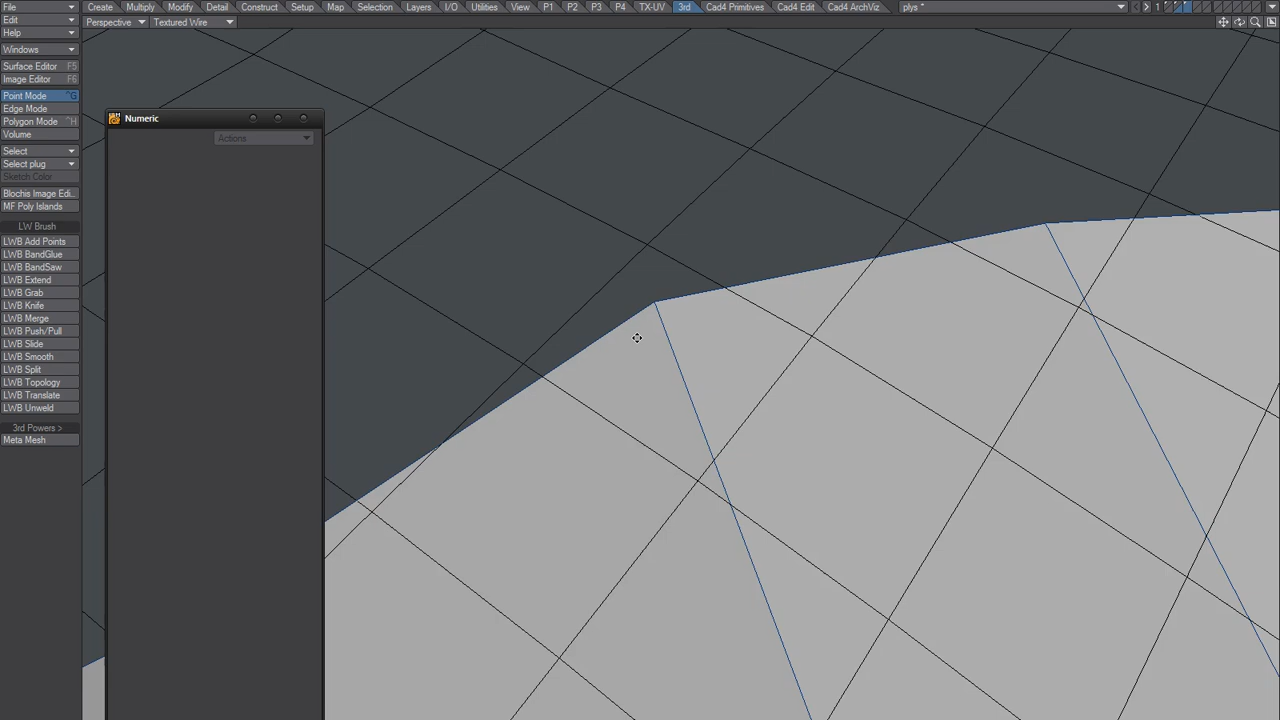 File Create Multiply Modify Detail Construct Setup Map Selection Layers I/O Utilities View P1 P2 P3 P4 TX-UV 3rd Cad4 Primitives Cad4 Edit Cad4 ArchViz plys * 1
Edit Perspective Textured Wire
Help
Windows
Surface Editor F5
Image Editor F6
Point Mode ^G
Edge Mode
Polygon Mode ^H
Volume
Select
Select plug
Sketch Color
Blochis Image Edi..
MF Poly Islands
LW Brush
LWB Add Points
LWB BandGlue
LWB BandSaw
LWB Extend
LWB Grab
LWB Knife
LWB Merge
LWB Push/Pull
LWB Slide
LWB Smooth
LWB Split
LWB Topology
LWB Translate
LWB Unweld
3rd Powers >
Meta Mesh
Numeric
Actions